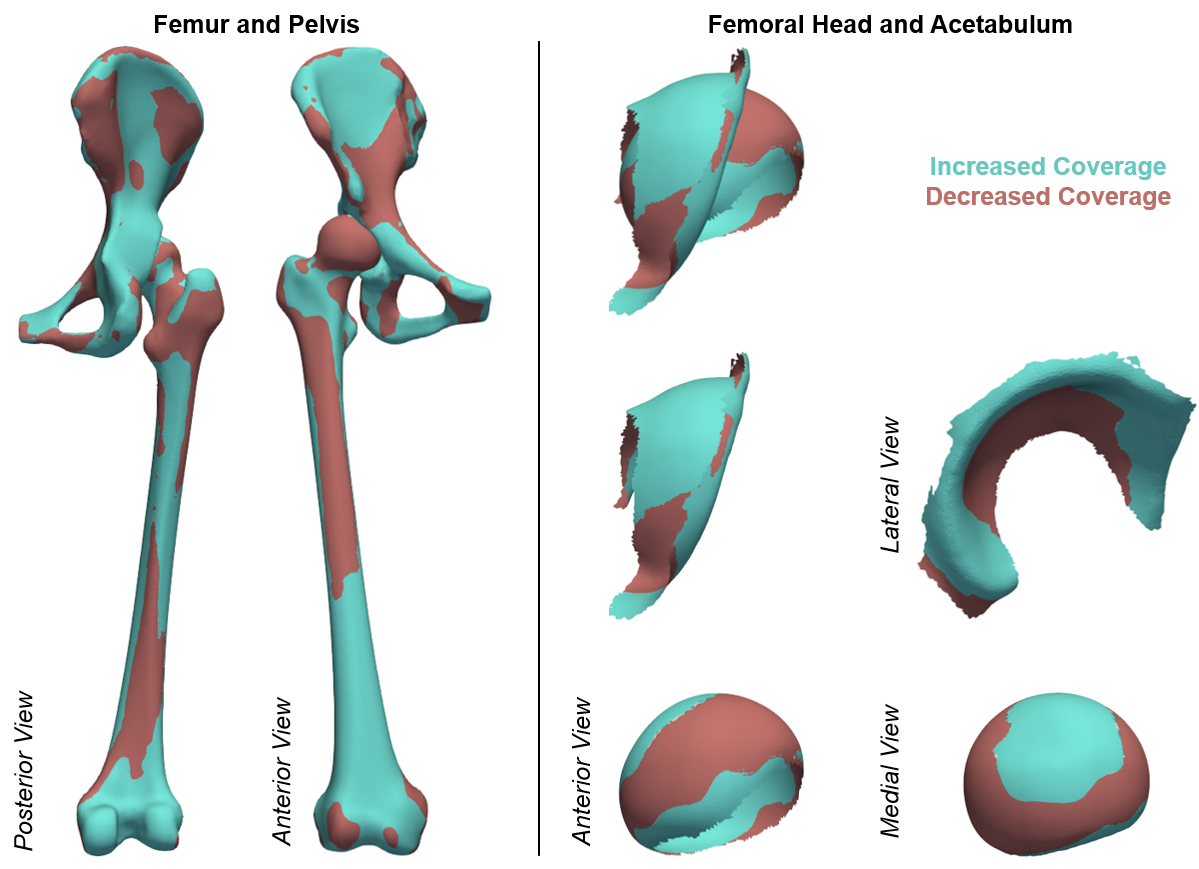 Femur and Pelvis
Femoral Head and Acetabulum
Increased Coverage
Decreased Coverage
Lateral View
Posterior View
Anterior View
Anterior View
Medial View